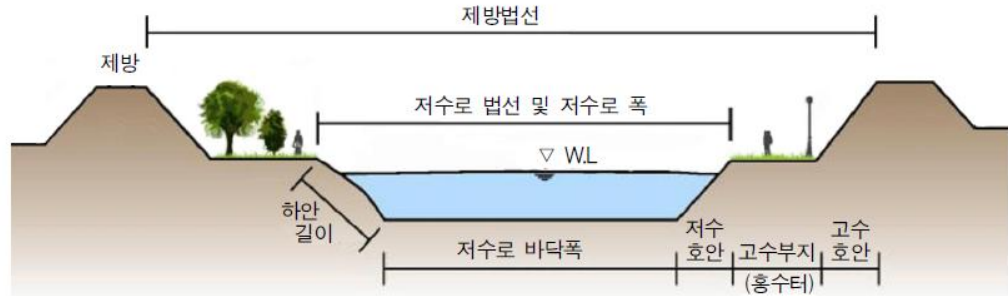 제방법선
제방
저수로 법선 및 저수로 폭
▽ W.L
하안
길이
저수로 바닥폭
저수
호안
고수부지
(홍수터)
고수
호안